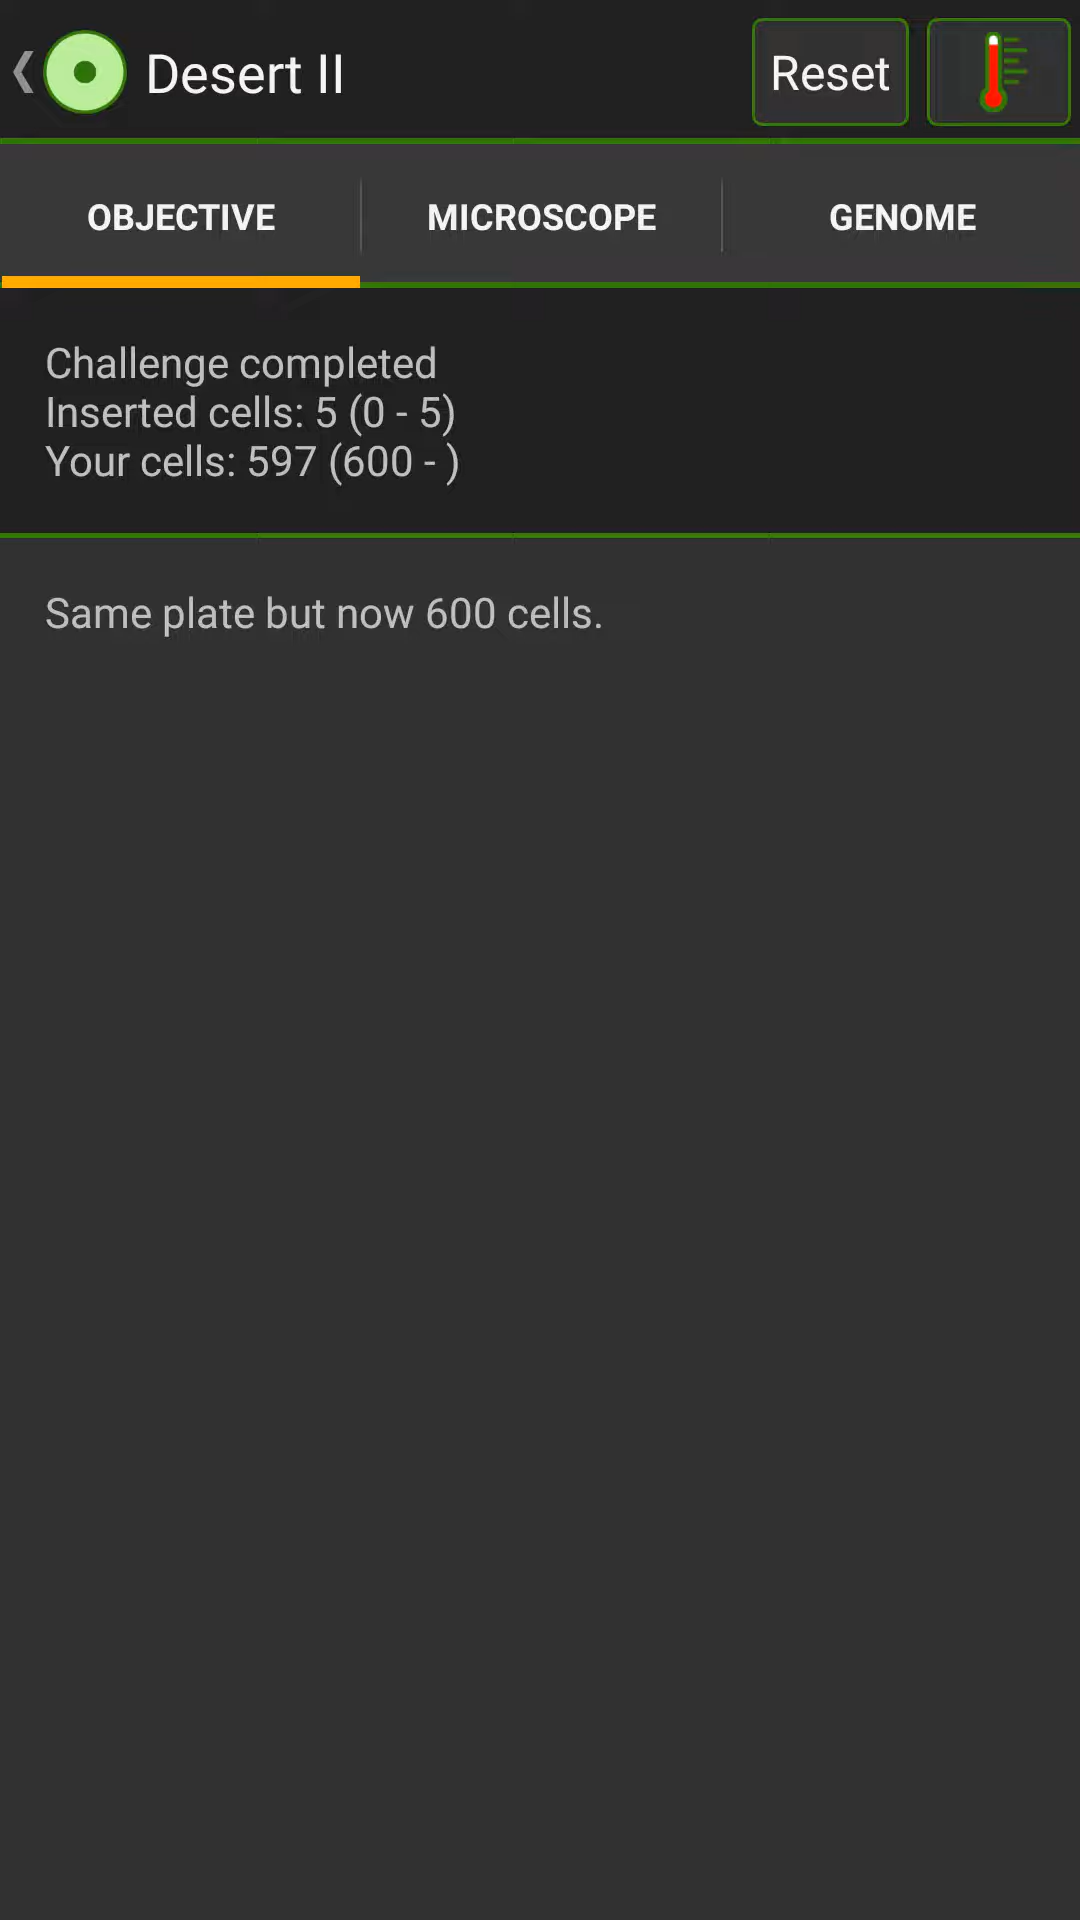 Desert II
Reset
OBJECTIVE
MICROSCOPE
GENOME
Challenge completed
Inserted cells: 5 (0 - 5)
Your cells: 597 (600 - )
Same plate but now 600 cells.